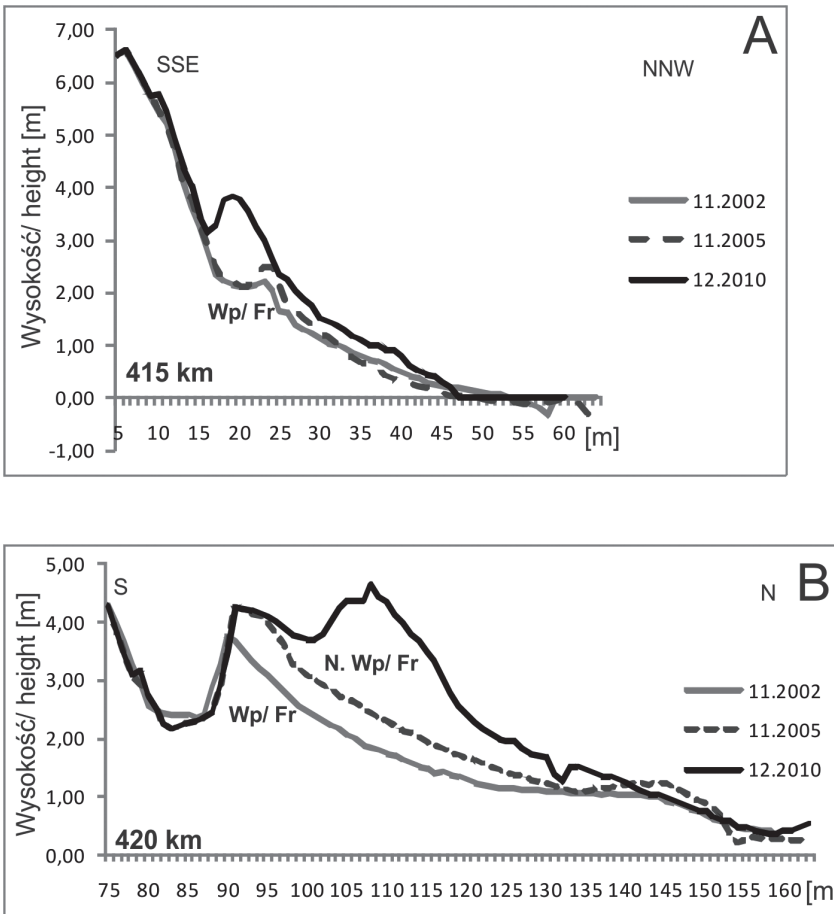 A
7,00
SSE
NNW
6,00
5,00
4,00
3,00
2,00
1,00
0,00
-1,00
Wysokość/ height [m]
11.2002
11.2005
12.2010
Wp/ Fr
415 km
5 10 15 20 25 30 35 40 45 50 55 60 [m]
B
5,00
S
N
4,00
3,00
2,00
1,00
0,00
Wysokość/ height [m]
N. Wp/ Fr
Wp/ Fr
11.2002
11.2005
12.2010
420 km
75 80 85 90 95 100 105 110 115 120 125 130 135 140 145 150 155 160 [m